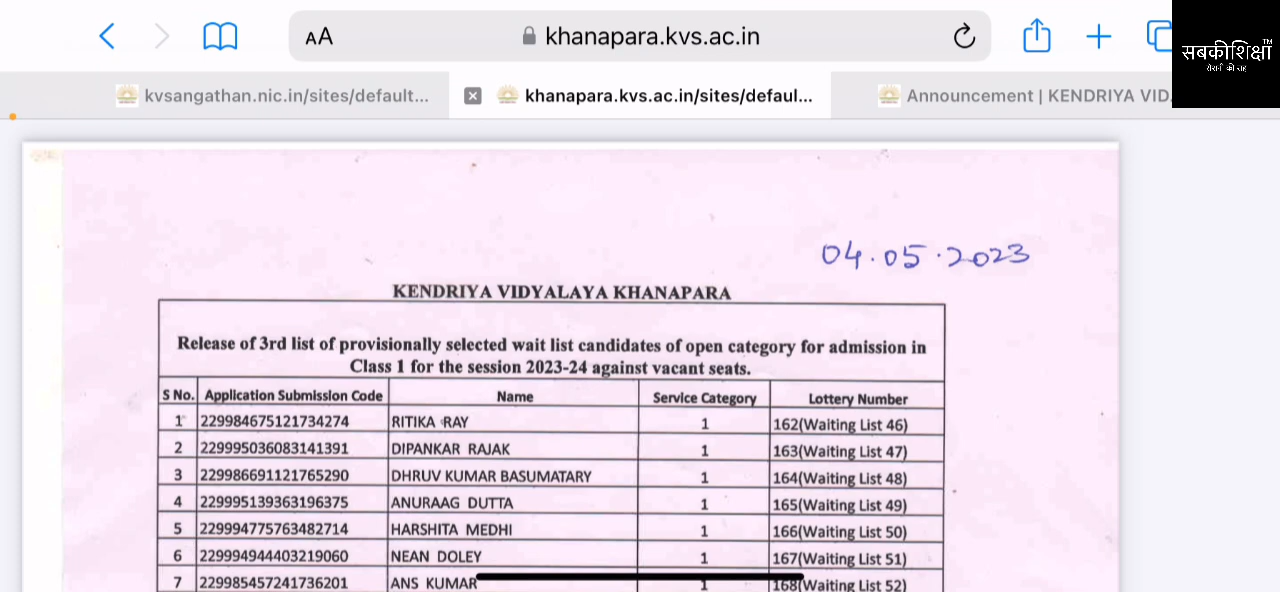 AA khanapara.kvs.ac.in
सबकीशिक्षा™
kvsangathan.nic.in/sites/default... khanapara.kvs.ac.in/sites/defaul... Announcement | KENDRIYA VID
04.05.2023
KENDRIYA VIDYALAYA KHANAPARA
Release of 3rd list of provisionally selected wait list candidates of open category for admission in
Class 1 for the session 2023-24 against vacant seats.
S No. Application Submission Code Name Service Category Lottery Number
1 229984675121734274 RITIKA RAY 1 162(Waiting List 46)
2 229995036083141391 DIPANKAR RAJAK 1 163(Waiting List 47)
3 229986691121765290 DHRUV KUMAR BASUMATARY 1 164(Waiting List 48)
4 229995139363196375 ANURAAG DUTTA 1 165(Waiting List 49)
5 229994775763482714 HARSHITA MEDHI 1 166(Waiting List 50)
6 229994944403219060 NEAN DOLEY 1 167(Waiting List 51)
7 229985457241736201 ANS KUMAR 1 168(Waiting List 52)